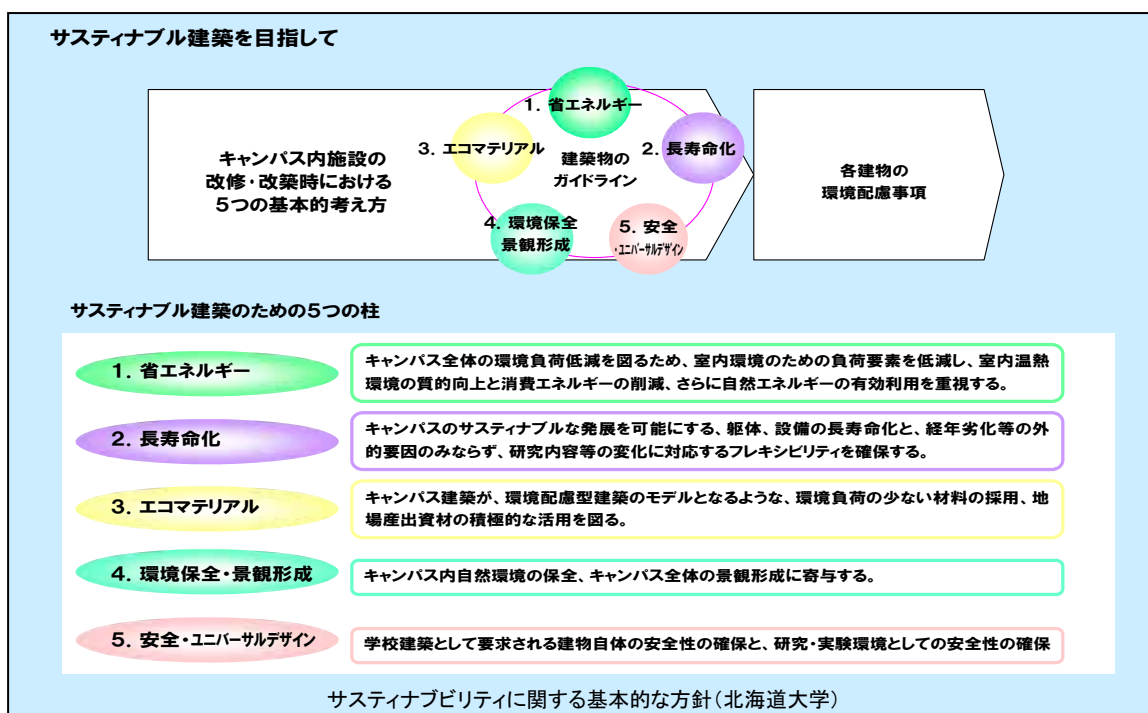 サスティナブル建築を目指して
キャンパス内施設の
改修・改築時における
5つの基本的考え方
1. 省エネルギー
3. エコマテリアル
建築物の
ガイドライン
2. 長寿命化
4. 環境保全
景観形成
5. 安全
・ユニバーサルデザイン
各建物の
環境配慮事項
サスティナブル建築のための5つの柱
1. 省エネルギー
キャンパス全体の環境負荷低減を図るため、室内環境のための負荷要素を低減し、室内温熱
環境の質的向上と消費エネルギーの削減、さらに自然エネルギーの有効利用を重視する。
2. 長寿命化
キャンパスのサスティナブルな発展を可能にする、躯体、設備の長寿命化と、経年劣化等の外
的要因のみならず、研究内容等の変化に対応するフレキシビリティを確保する。
3. エコマテリアル
キャンパス建築が、環境配慮型建築のモデルとなるような、環境負荷の少ない材料の採用、地
場産出資材の積極的な活用を図る。
4. 環境保全・景観形成
キャンパス内自然環境の保全、キャンパス全体の景観形成に寄与する。
5. 安全・ユニバーサルデザイン
学校建築として要求される建物自体の安全性の確保と、研究・実験環境としての安全性の確保
サスティナブビリティに関する基本的な方針(北海道大学)